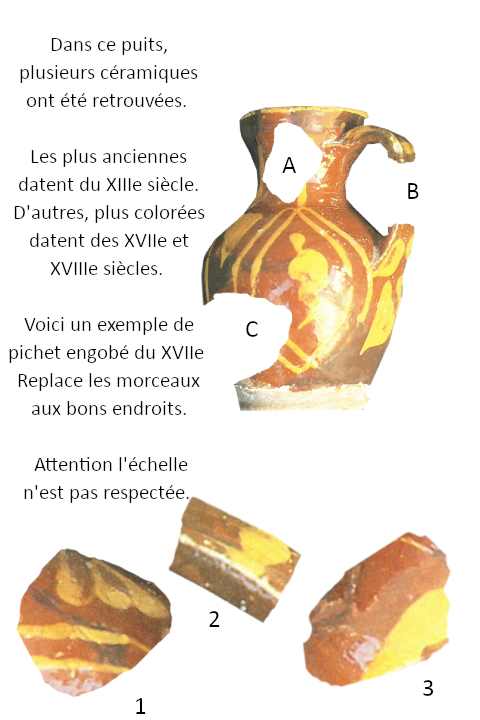 Dans ce puits,
plusieurs céramiques
ont été retrouvées.
Les plus anciennes
datent du XIIIe siècle.
D'autres, plus colorées
datent des XVIIe et
XVIIIe siècles.
Voici un exemple de
pichet engobé du XVIIe
Replace les morceaux
aux bons endroits.
Attention l'échelle
n'est pas respectée.
A
B
C
1
2
3